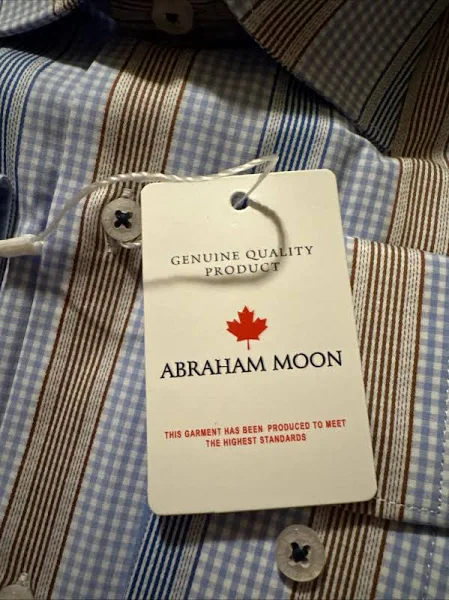 GENUINE QUALITY
PRODUCT
ABRAHAM MOON
THIS GARMENT HAS BEEN PRODUCED TO MEET
THE HIGHEST STANDARDS